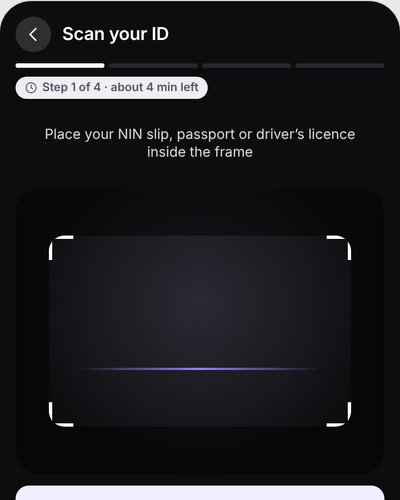 Scan your ID
Step 1 of 4 · about 4 min left
Place your NIN slip, passport or driver’s licence
inside the frame